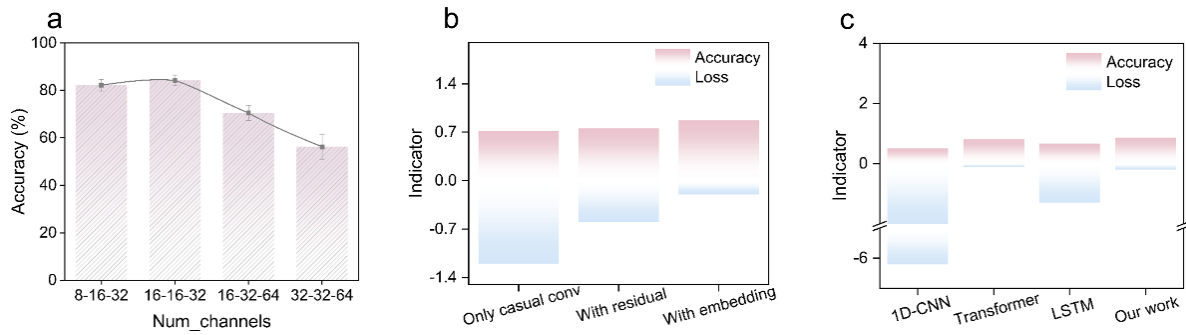 a
100
80
60
40
20
0
Accuracy (%)
8-16-32 16-16-32 16-32-64 32-32-64
Num_channels
b
Accuracy
Loss
1.4
0.7
0.0
-0.7
-1.4
Indicator
Only casual conv With residual With embedding
c
Accuracy
Loss
4
2
0
-6
Indicator
1D-CNN Transformer LSTM Our work